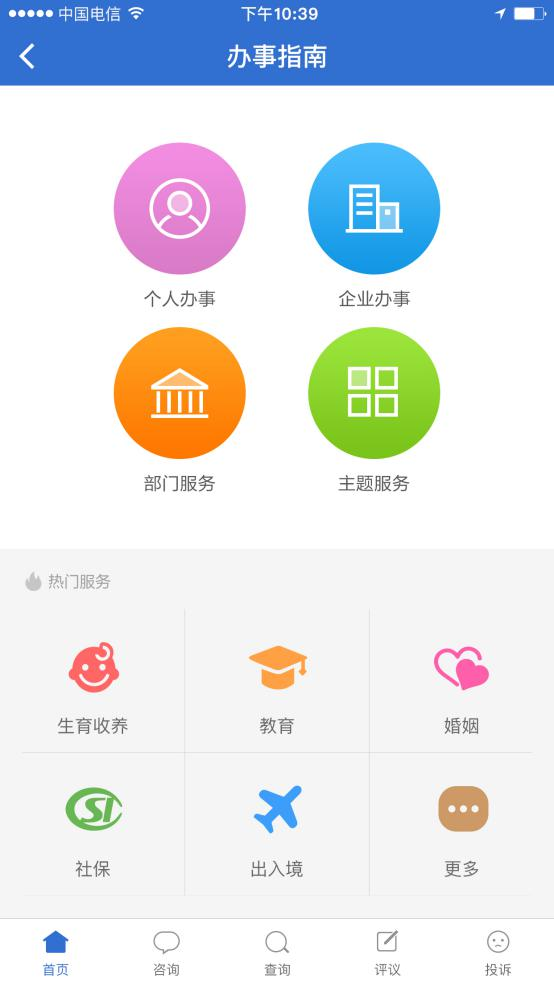 中国电信 下午10:39
办事指南
个人办事 企业办事
部门服务 主题服务
热门服务
生育收养 教育 婚姻
社保 出入境 更多
首页 咨询 查询 评议 投诉